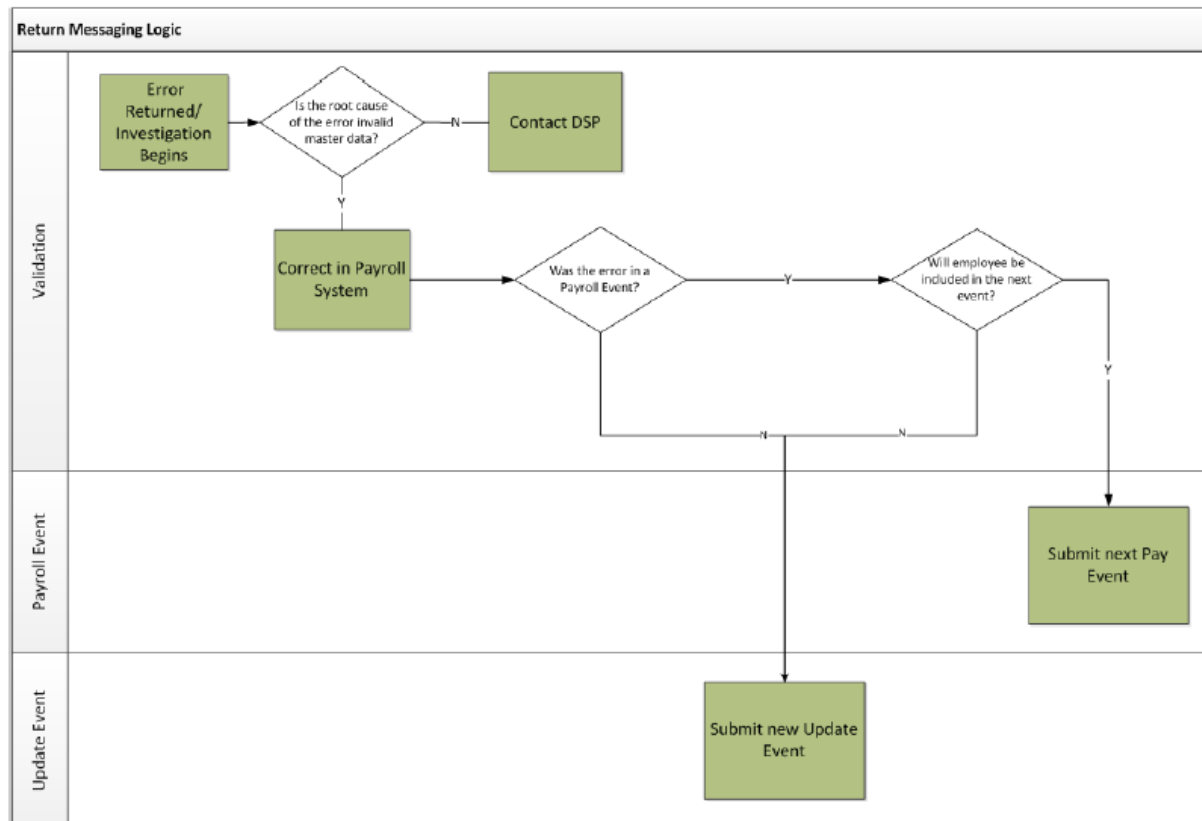 Return Messaging Logic
Validation
Error
Returned/
Investigation
Begins
Is the root cause
of the error invalid
master data?
N
Contact DSP
Y
Correct in Payroll
System
Was the error in a
Payroll Event?
Y
Will employee be
included in the next
event?
Y
N
N
Payroll Event
Submit next Pay
Event
Update Event
Submit new Update
Event